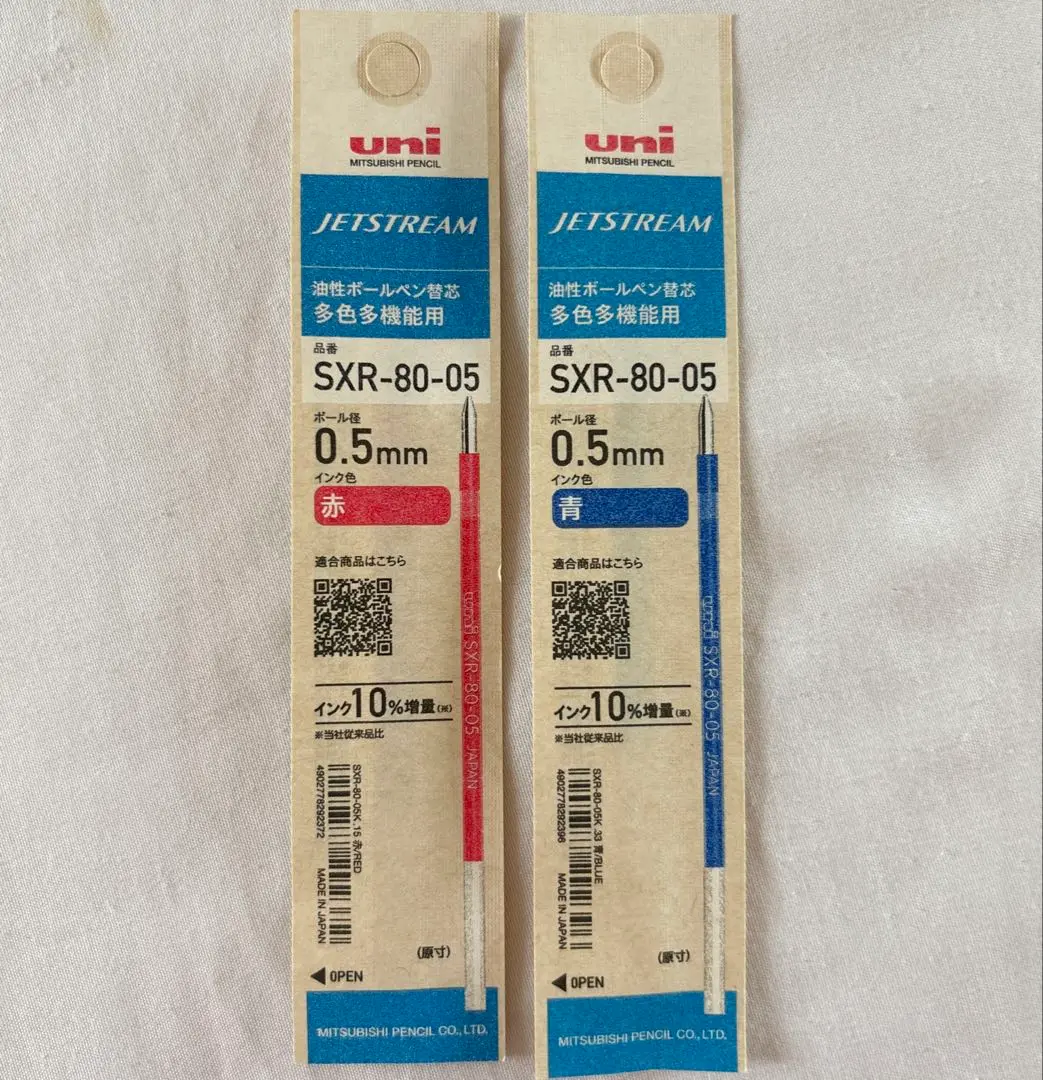 uni
MITSUBISHI PENCIL
JETSTREAM
油性ボールペン替芯
多色多機能用
品番
SXR-80-05
ボール径
0.5mm
インク色
赤
適合商品はこちら
インク10%増量(※)
※当社従来品比
SXR-80-05K .15 赤/RED
4902778292372
MADE IN JAPAN
uni SXR-80-05 JAPAN
(原寸)
◀OPEN
MITSUBISHI PENCIL CO., LTD.
uni
MITSUBISHI PENCIL
JETSTREAM
油性ボールペン替芯
多色多機能用
品番
SXR-80-05
ボール径
0.5mm
インク色
青
適合商品はこちら
インク10%増量(※)
※当社従来品比
SXR-80-05K .33 青/BLUE
4902778292396
MADE IN JAPAN
uni SXR-80-05 JAPAN
(原寸)
◀OPEN
MITSUBISHI PENCIL CO., LTD.